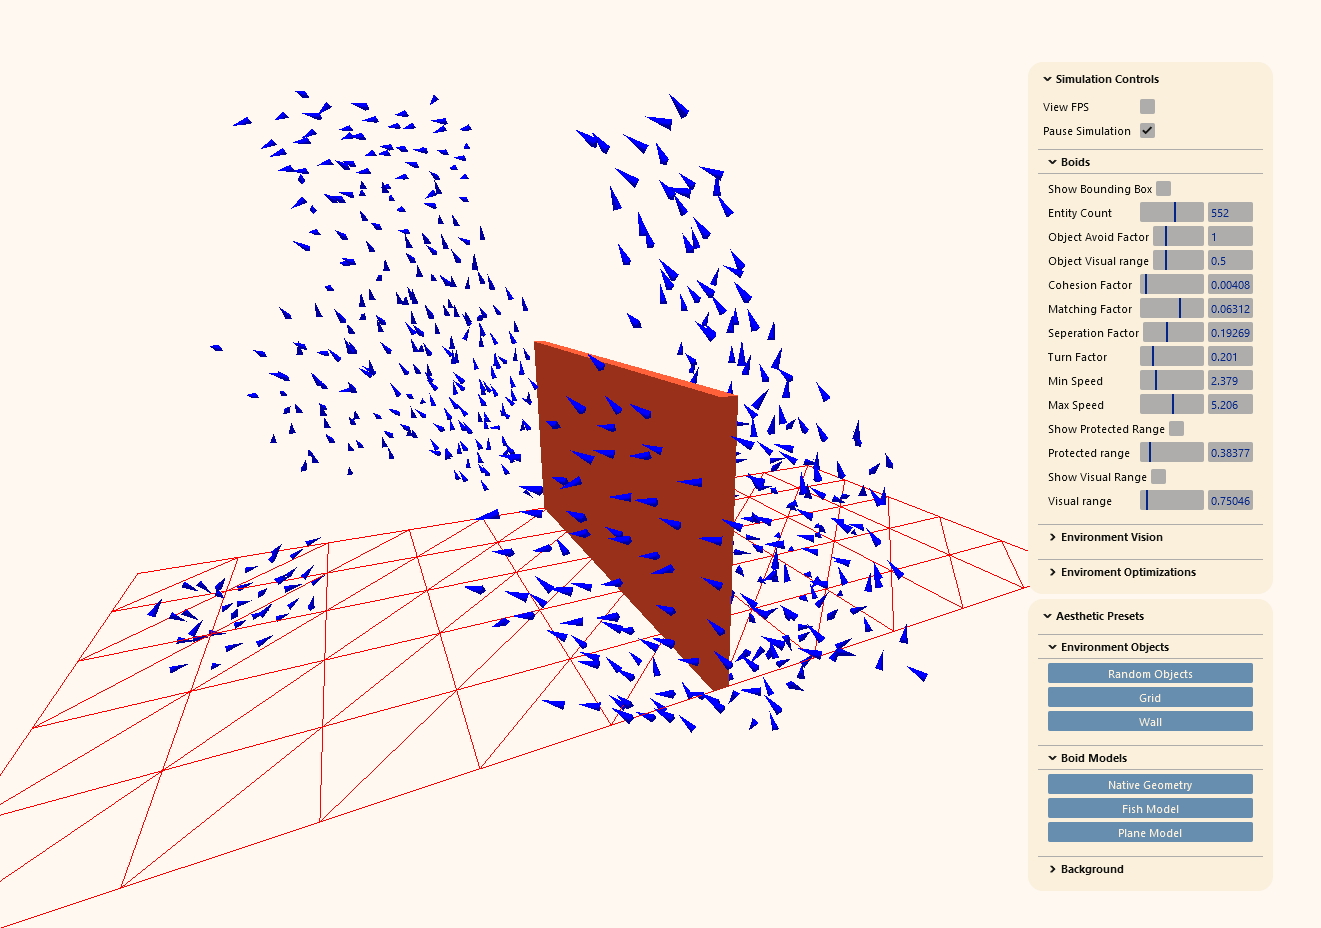 Simulation Controls
View FPS
Pause Simulation
Boids
Show Bounding Box
Entity Count 552
Object Avoid Factor 1
Object Visual range 0.5
Cohesion Factor 0.00408
Matching Factor 0.06312
Seperation Factor 0.19269
Turn Factor 0.201
Min Speed 2.379
Max Speed 5.206
Show Protected Range
Protected range 0.38377
Show Visual Range
Visual range 0.75046
Environment Vision
Enviroment Optimizations
Aesthetic Presets
Environment Objects
Random Objects
Grid
Wall
Boid Models
Native Geometry
Fish Model
Plane Model
Background